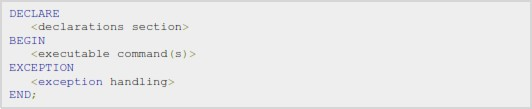 DECLARE
   <declarations section>
BEGIN
   <executable command(s)>
EXCEPTION
   <exception handling>
END;